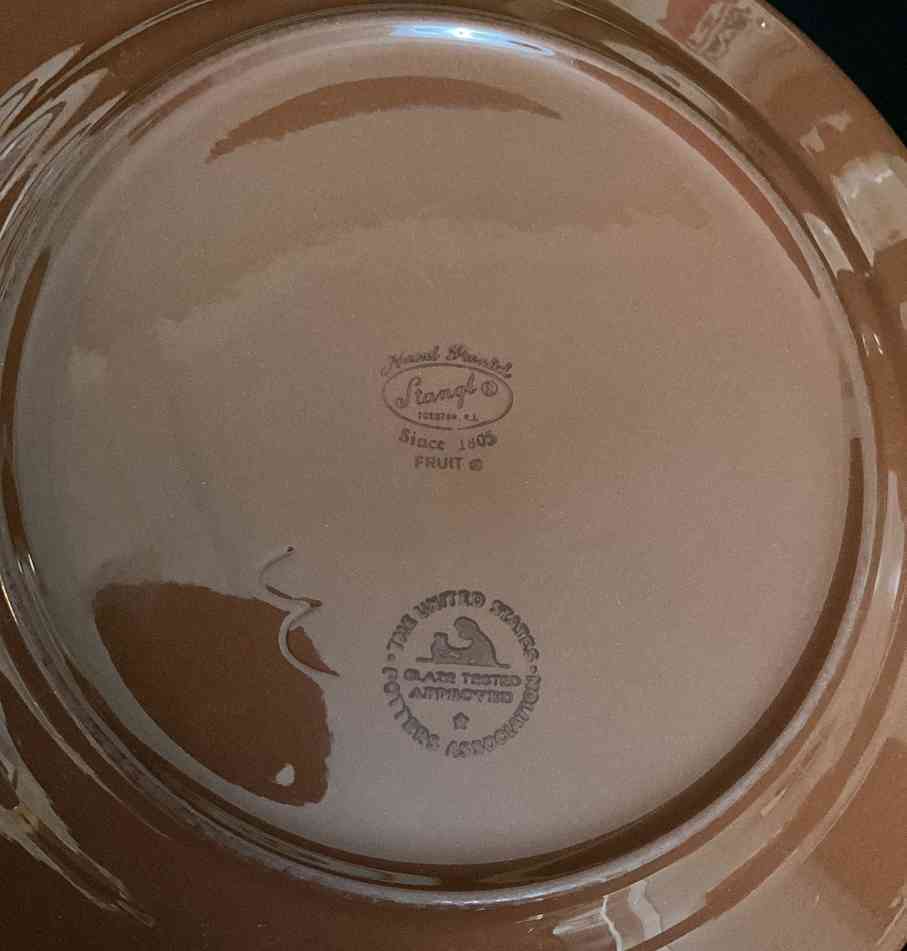 Hand Painted
Stangl ®
TRENTON, N.J.
Since 1805
FRUIT ©
· THE UNITED STATES ·
GLAZE TESTED
APPROVED
POTTERS ASSOCIATION